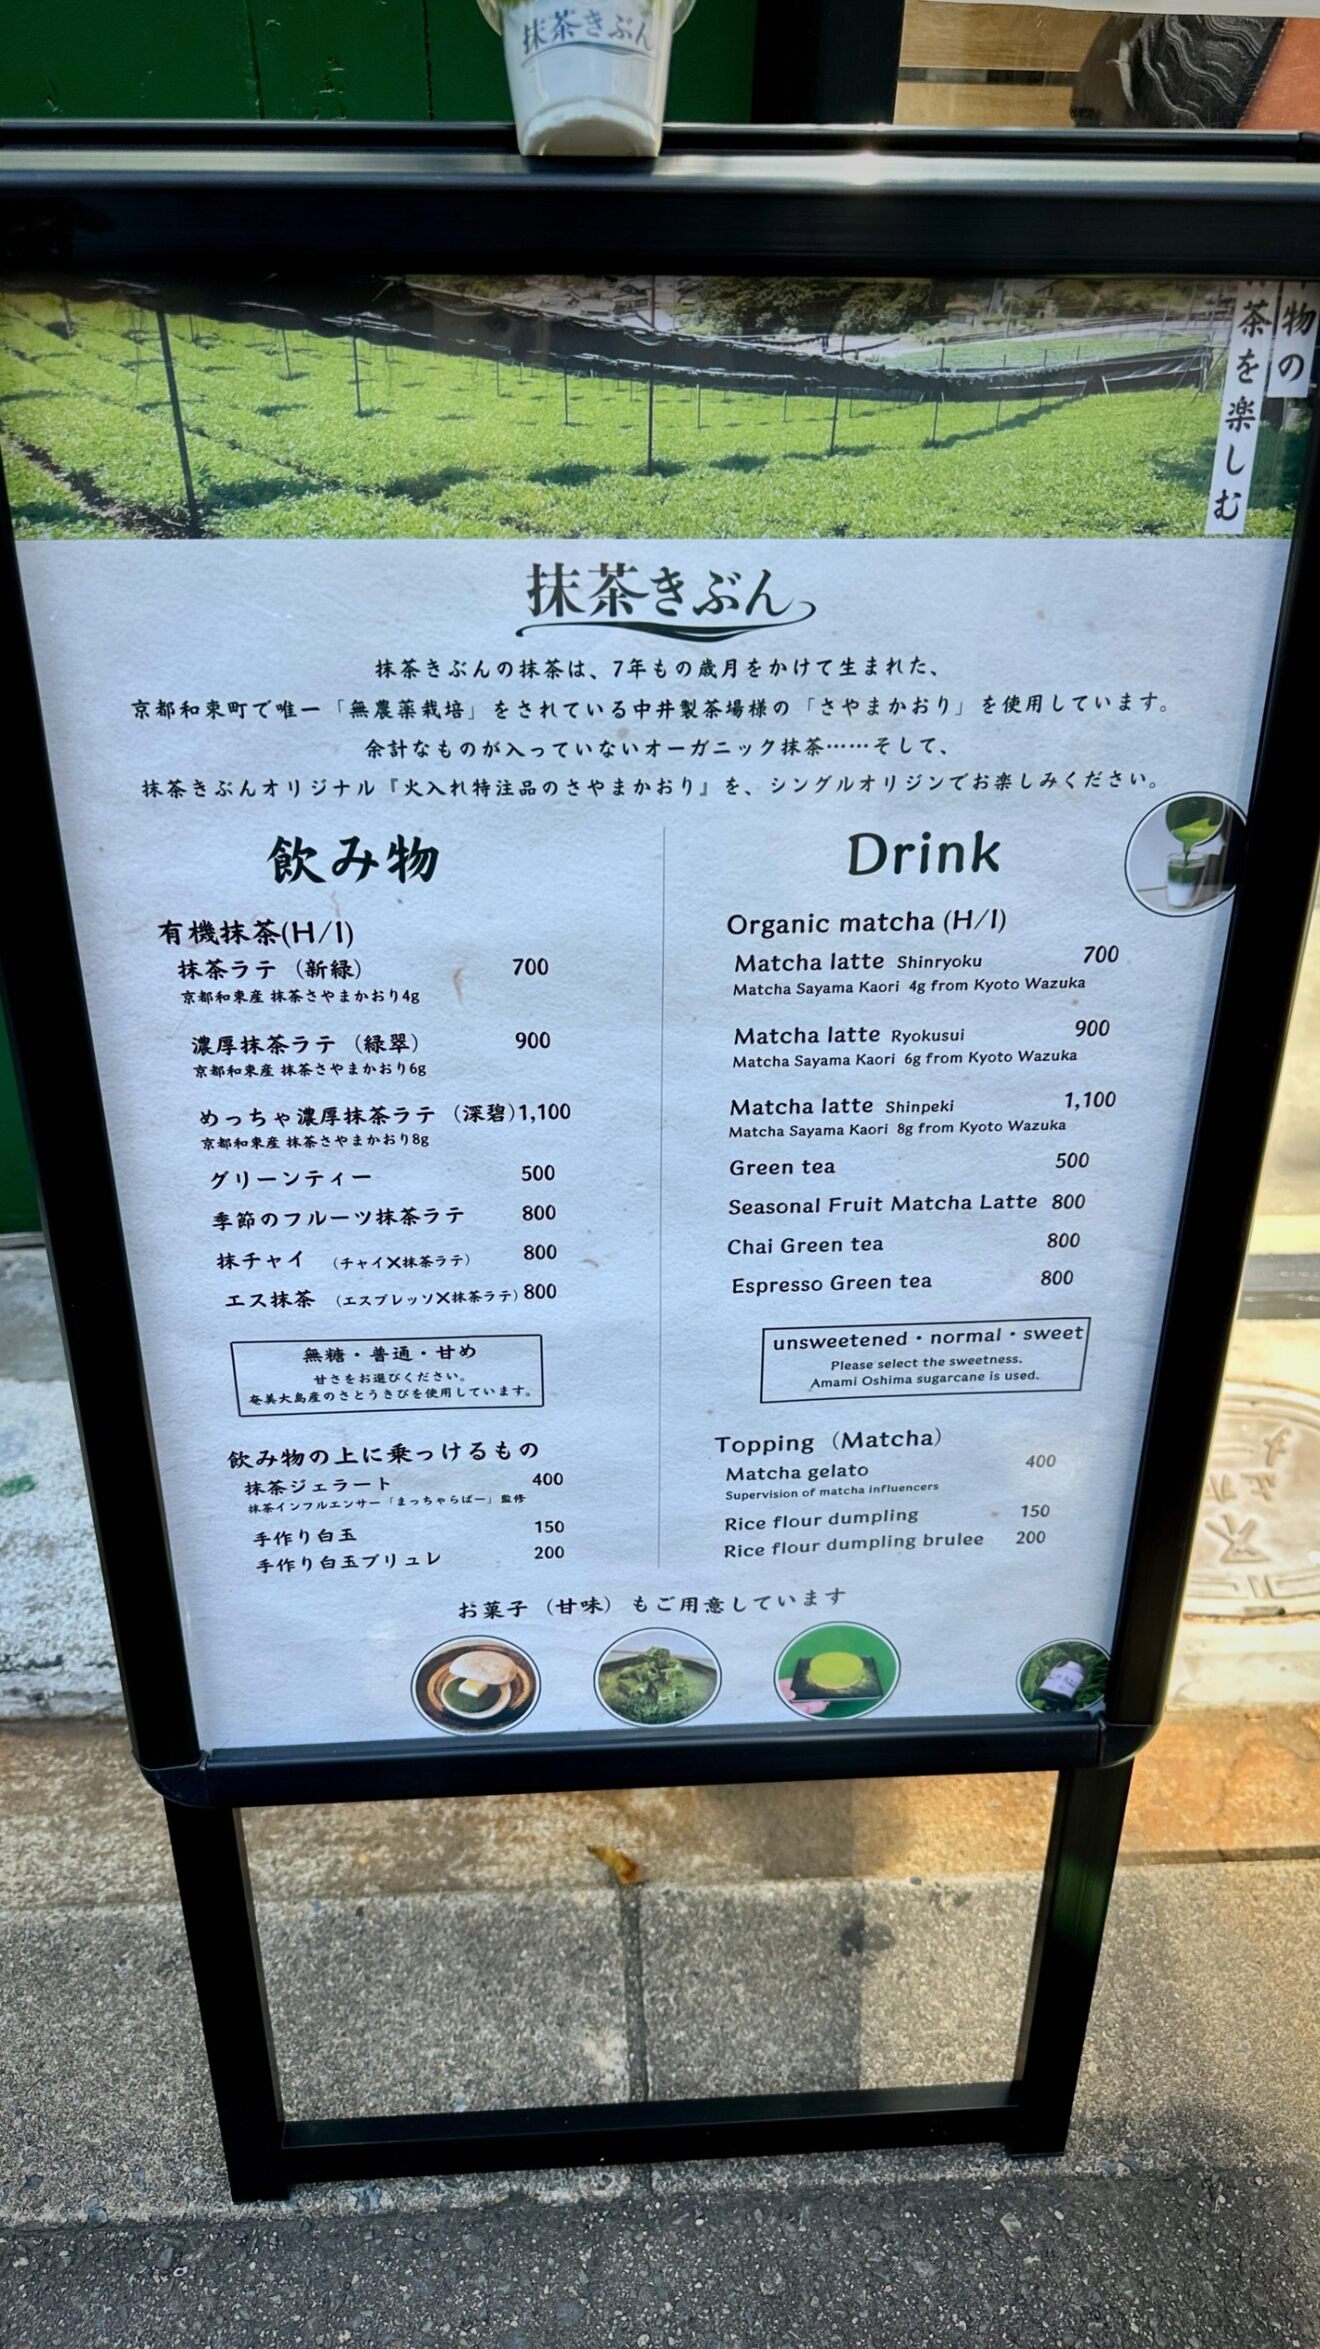 抹茶きぶん
物の
茶を楽しむ
抹茶きぶん
抹茶きぶんの抹茶は、7年もの歳月をかけて生まれた、
京都和束町で唯一「無農薬栽培」をされている中井製茶場様の「さやまかおり」を使用しています。
余計なものが入っていないオーガニック抹茶……そして、
抹茶きぶんオリジナル『火入れ特注品のさやまかおり』を、シングルオリジンでお楽しみください。
飲み物
有機抹茶(H/I)
抹茶ラテ（新緑） 700
京都和束産 抹茶さやまかおり4g
濃厚抹茶ラテ（緑翠） 900
京都和束産 抹茶さやまかおり6g
めっちゃ濃厚抹茶ラテ（深碧）1,100
京都和束産 抹茶さやまかおり8g
グリーンティー 500
季節のフルーツ抹茶ラテ 800
抹チャイ （チャイ×抹茶ラテ） 800
エス抹茶 （エスプレッソ×抹茶ラテ） 800
無糖・普通・甘め
甘さをお選びください。
奄美大島産のさとうきびを使用しています。
飲み物の上に乗っけるもの
抹茶ジェラート 400
抹茶インフルエンサー「まっちゃらばー」監修
手作り白玉 150
手作り白玉ブリュレ 200
Drink
Organic matcha (H/I)
Matcha latte Shinryoku 700
Matcha Sayama Kaori 4g from Kyoto Wazuka
Matcha latte Ryokusui 900
Matcha Sayama Kaori 6g from Kyoto Wazuka
Matcha latte Shinpeki 1,100
Matcha Sayama Kaori 8g from Kyoto Wazuka
Green tea 500
Seasonal Fruit Matcha Latte 800
Chai Green tea 800
Espresso Green tea 800
unsweetened・normal・sweet
Please select the sweetness.
Amami Oshima sugarcane is used.
Topping （Matcha）
Matcha gelato 400
Supervision of matcha influencers
Rice flour dumpling 150
Rice flour dumpling brulee 200
お菓子（甘味）もご用意しています